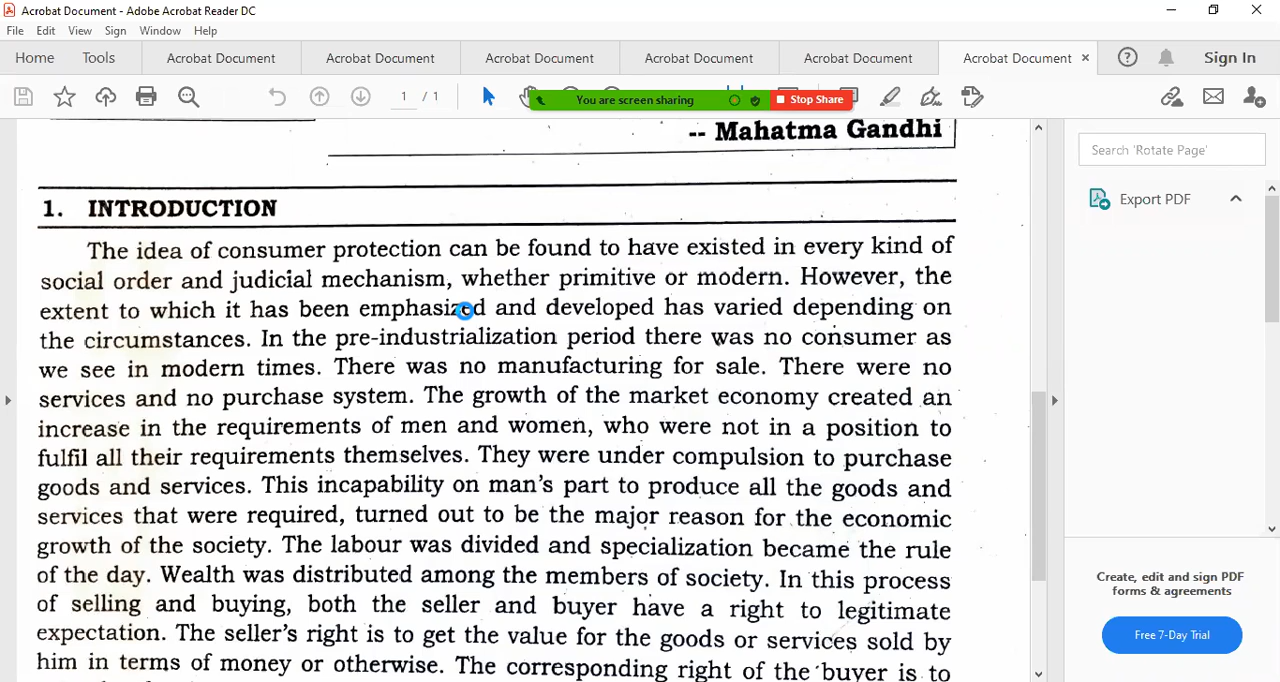 Acrobat Document - Adobe Acrobat Reader DC
File Edit View Sign Window Help
Home Tools Acrobat Document Acrobat Document Acrobat Document Acrobat Document Acrobat Document Acrobat Document × Sign In
1 / 1
You are screen sharing Stop Share
Search 'Rotate Page'
Export PDF
-- Mahatma Gandhi
1. INTRODUCTION
The idea of consumer protection can be found to have existed in every kind of
social order and judicial mechanism, whether primitive or modern. However, the
extent to which it has been emphasized and developed has varied depending on
the circumstances. In the pre-industrialization period there was no consumer as
we see in modern times. There was no manufacturing for sale. There were no
services and no purchase system. The growth of the market economy created an
increase in the requirements of men and women, who were not in a position to
fulfil all their requirements themselves. They were under compulsion to purchase
goods and services. This incapability on man's part to produce all the goods and
services that were required, turned out to be the major reason for the economic
growth of the society. The labour was divided and specialization became the rule
of the day. Wealth was distributed among the members of society. In this process
of selling and buying, both the seller and buyer have a right to legitimate
expectation. The seller's right is to get the value for the goods or services sold by
him in terms of money or otherwise. The corresponding right of the buyer is to
Create, edit and sign PDF
forms & agreements
Free 7-Day Trial